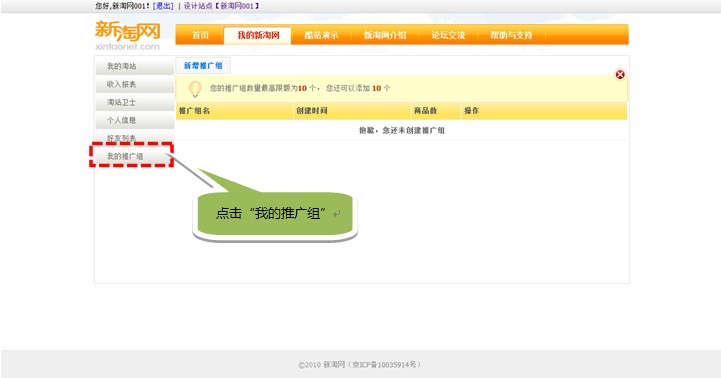 您好,新淘网001! [退出] | 设计站点【新淘网001】
新淘网
xintaonet.com
首页 我的新淘网 酷站演示 新淘网介绍 论坛交流 帮助与支持
我的淘站
收入报表
淘站卫士
个人信息
好友列表
我的推广组
新增推广组
您的推广组数量最高限额为10 个, 您还可以添加 10 个
推广组名 创建时间 商品数 操作
抱歉, 您还未创建推广组
点击“我的推广组”
©2010 新淘网 (京ICP备10035914号)